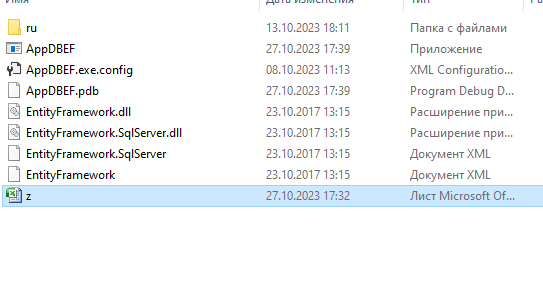 Имя Дата изменения Тип
ru 13.10.2023 18:11 Папка с файлами
AppDBEF 27.10.2023 17:39 Приложение
AppDBEF.exe.config 08.10.2023 11:13 XML Configuratio...
AppDBEF.pdb 27.10.2023 17:39 Program Debug D...
EntityFramework.dll 23.10.2017 13:15 Расширение при...
EntityFramework.SqlServer.dll 23.10.2017 13:15 Расширение при...
EntityFramework.SqlServer 23.10.2017 13:15 Документ XML
EntityFramework 23.10.2017 13:15 Документ XML
z 27.10.2023 17:32 Лист Microsoft Of...